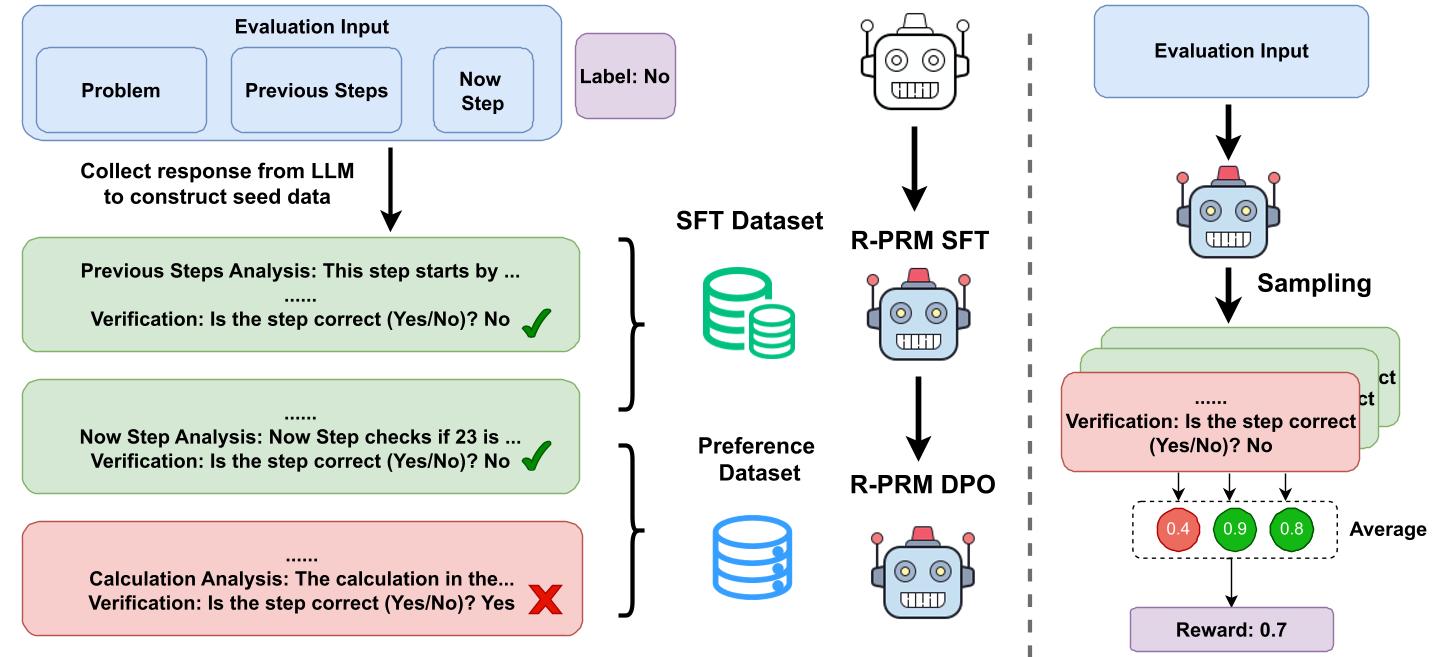 Evaluation Input
Problem
Previous Steps
Now
Step
Label: No
Collect response from LLM
to construct seed data
Previous Steps Analysis: This step starts by ...
......
Verification: Is the step correct (Yes/No)? No
......
Now Step Analysis: Now Step checks if 23 is ...
Verification: Is the step correct (Yes/No)? No
......
Calculation Analysis: The calculation in the...
Verification: Is the step correct (Yes/No)? Yes
SFT Dataset
Preference
Dataset
R-PRM SFT
R-PRM DPO
Evaluation Input
Sampling
ct
ct
......
Verification: Is the step correct
(Yes/No)? No
0.4
0.9
0.8
Average
Reward: 0.7